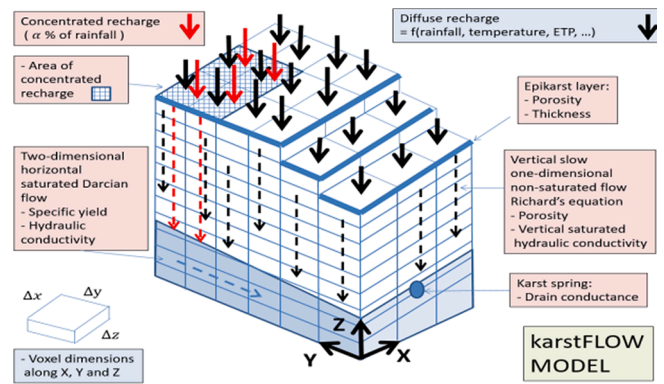 Concentrated recharge
( α % of rainfall )
Diffuse recharge
= f(rainfall, temperature, ETP, ...)
- Area of
concentrated
recharge
Epikarst layer:
- Porosity
- Thickness
Two-dimensional
horizontal
saturated Darcian
flow
- Specific yield
- Hydraulic
conductivity
Vertical slow
one-dimensional
non-saturated flow
Richard's equation
- Porosity
- Vertical saturated
hydraulic conductivity
Karst spring:
- Drain conductance
Δx
Δy
Δz
- Voxel dimensions
along X, Y and Z
Z
Y
X
karstFLOW
MODEL